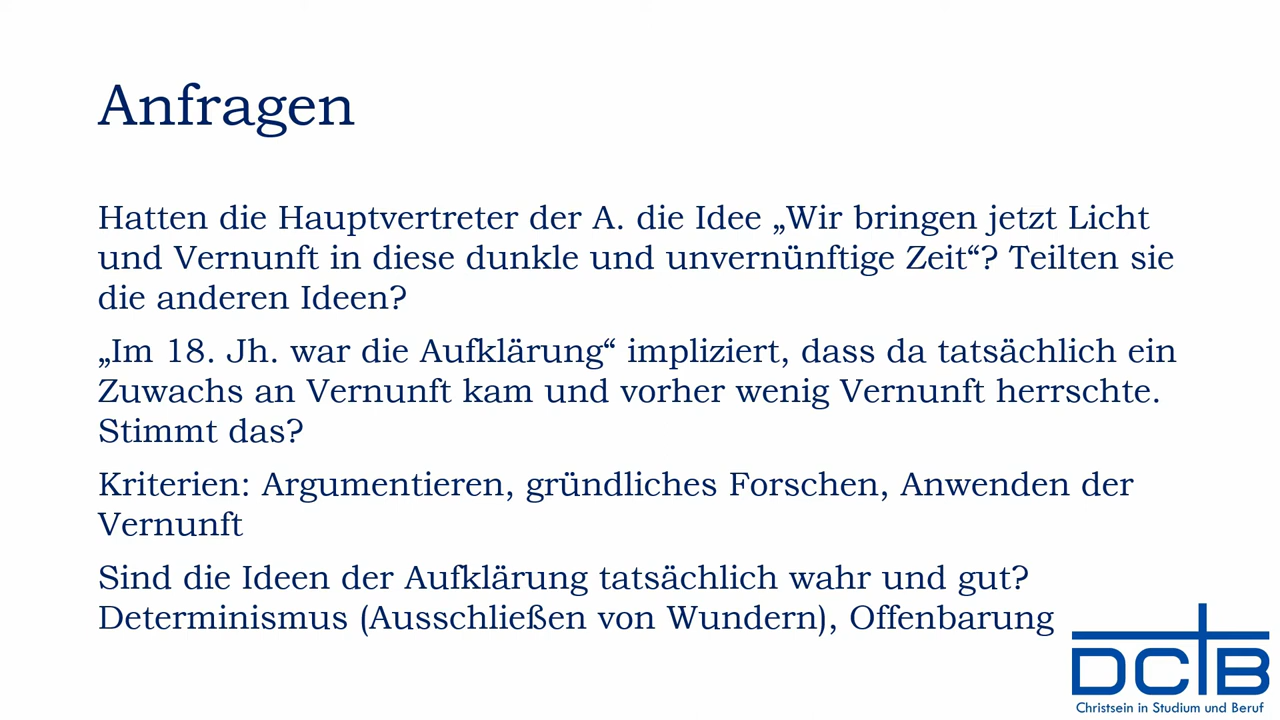 Anfragen
Hatten die Hauptvertreter der A. die Idee „Wir bringen jetzt Licht
und Vernunft in diese dunkle und unvernünftige Zeit“? Teilten sie
die anderen Ideen?
„Im 18. Jh. war die Aufklärung“ impliziert, dass da tatsächlich ein
Zuwachs an Vernunft kam und vorher wenig Vernunft herrschte.
Stimmt das?
Kriterien: Argumentieren, gründliches Forschen, Anwenden der
Vernunft
Sind die Ideen der Aufklärung tatsächlich wahr und gut?
Determinismus (Ausschließen von Wundern), Offenbarung
DCTB
Christsein in Studium und Beruf